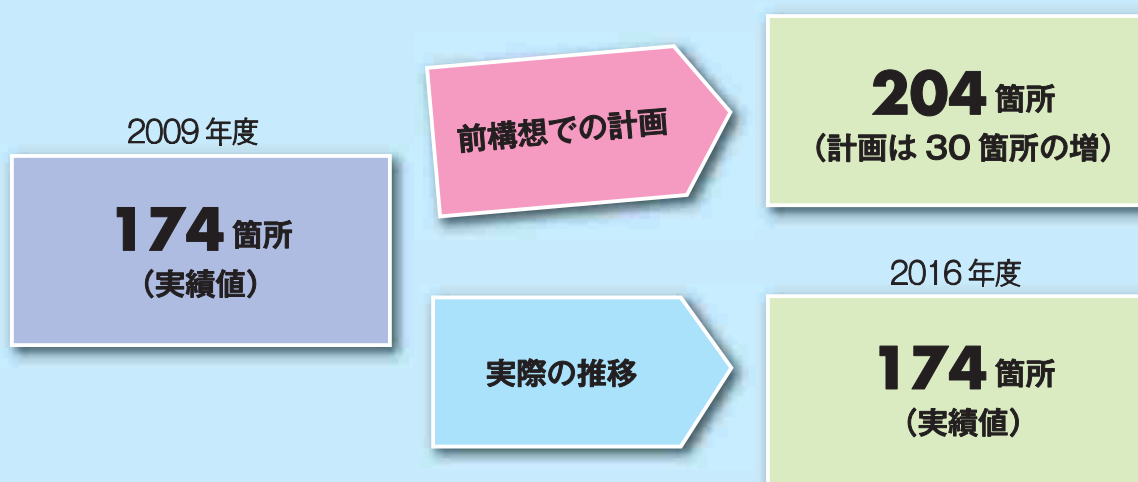 2009年度
174箇所
(実績値)
前構想での計画
204箇所
(計画は30箇所の増)
実際の推移
2016年度
174箇所
(実績値)